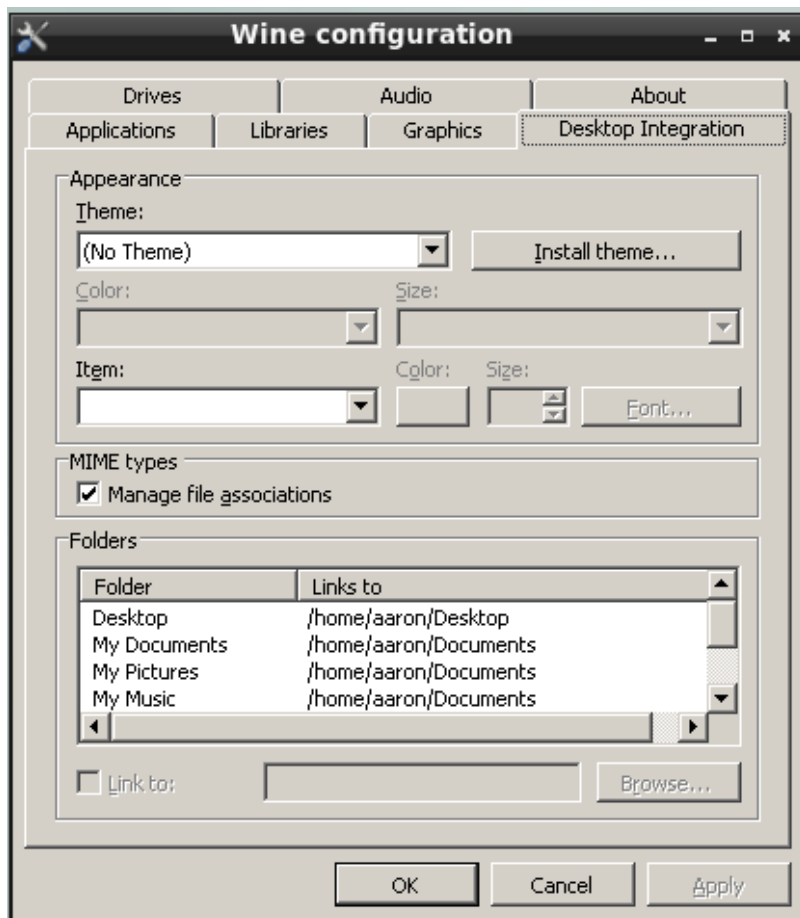 Wine configuration
Drives Audio About
Applications Libraries Graphics Desktop Integration
Appearance
Theme:
(No Theme) Install theme...
Color: Size:
Item: Color: Size:
Font...
MIME types
Manage file associations
Folders
Folder Links to
Desktop /home/aaron/Desktop
My Documents /home/aaron/Documents
My Pictures /home/aaron/Documents
My Music /home/aaron/Documents
Link to: Browse...
OK Cancel Apply